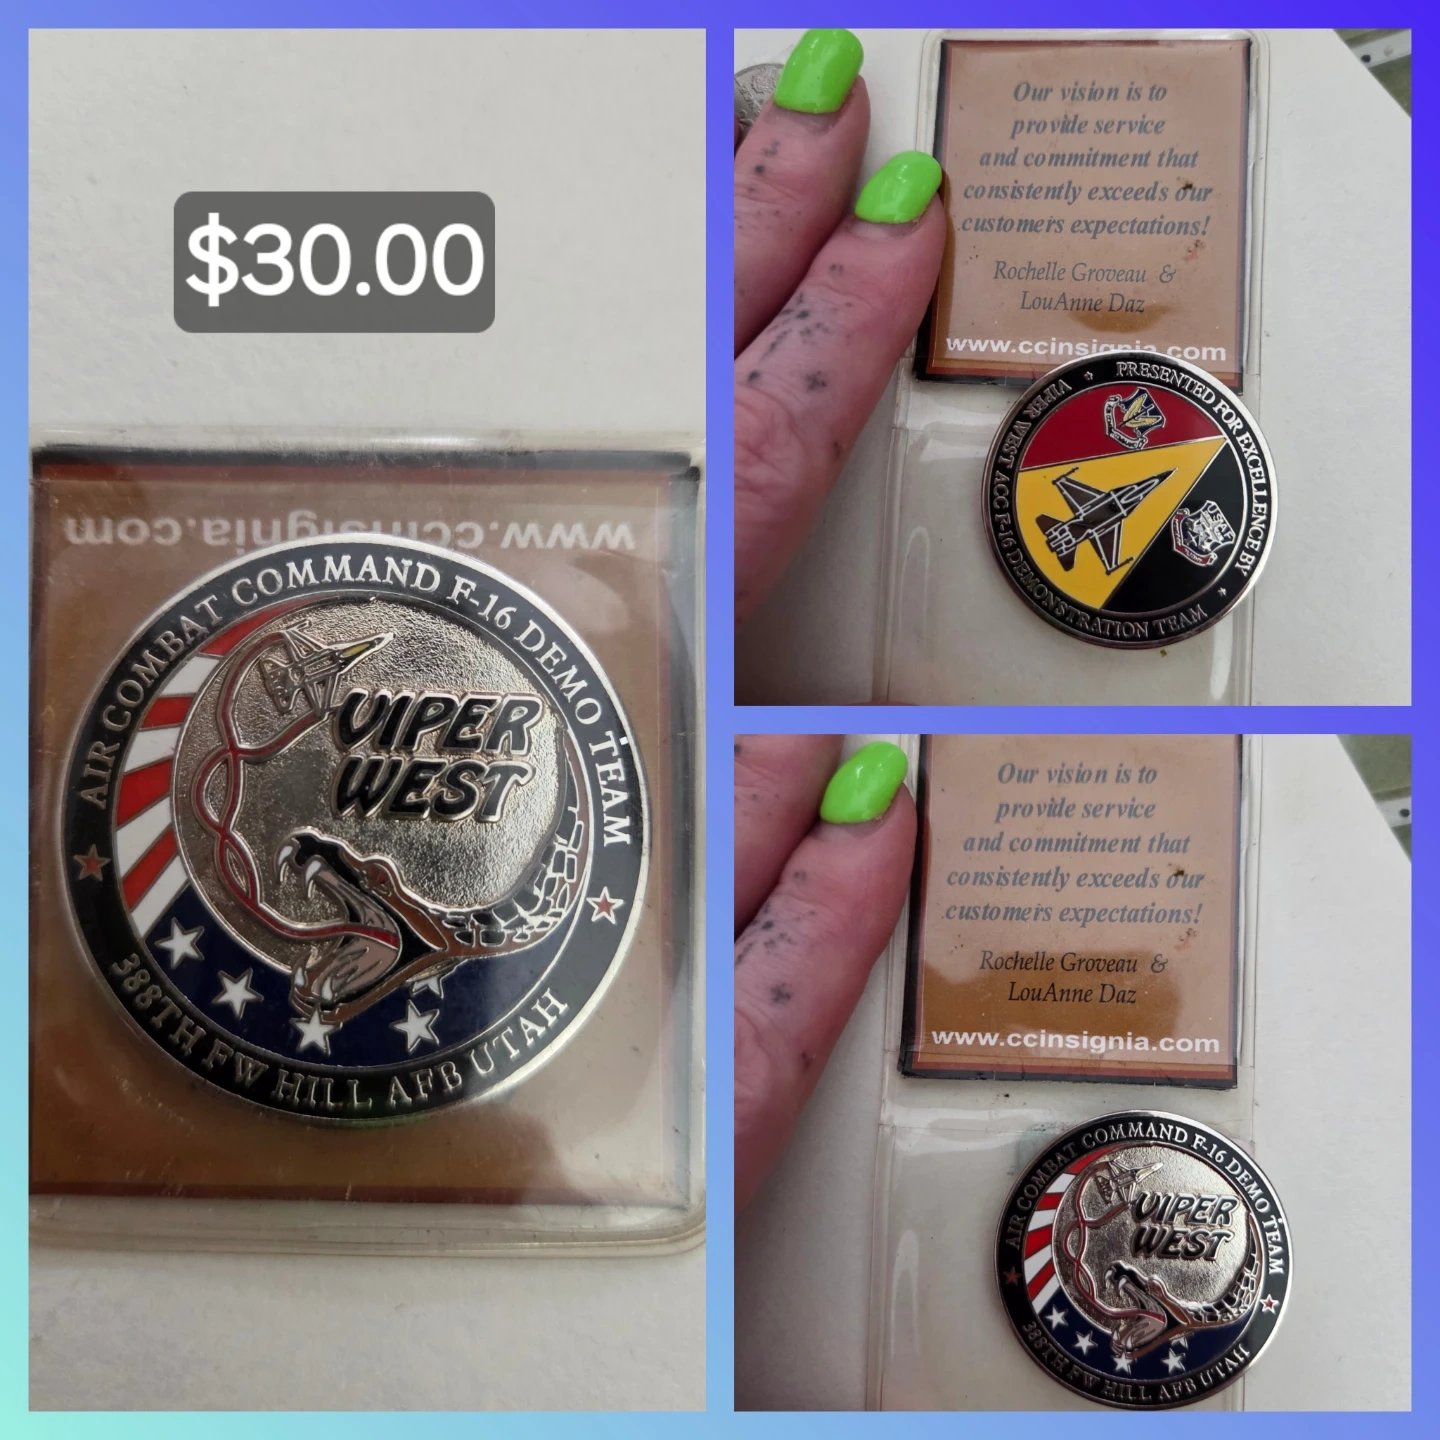 $30.00
www.ccinsignia.com
AIR COMBAT COMMAND F-16 DEMO TEAM
VIPER
WEST
388TH FW HILL AFB UTAH
Our vision is to
provide service
and commitment that
consistently exceeds our
customers expectations!
Rochelle Groveau &
LouAnne Daz
www.ccinsignia.com
PRESENTED FOR EXCELLENCE BY
VIPER WEST ACC F-16 DEMONSTRATION TEAM
Our vision is to
provide service
and commitment that
consistently exceeds our
customers expectations!
Rochelle Groveau &
LouAnne Daz
www.ccinsignia.com
AIR COMBAT COMMAND F-16 DEMO TEAM
VIPER
WEST
388TH FW HILL AFB UTAH